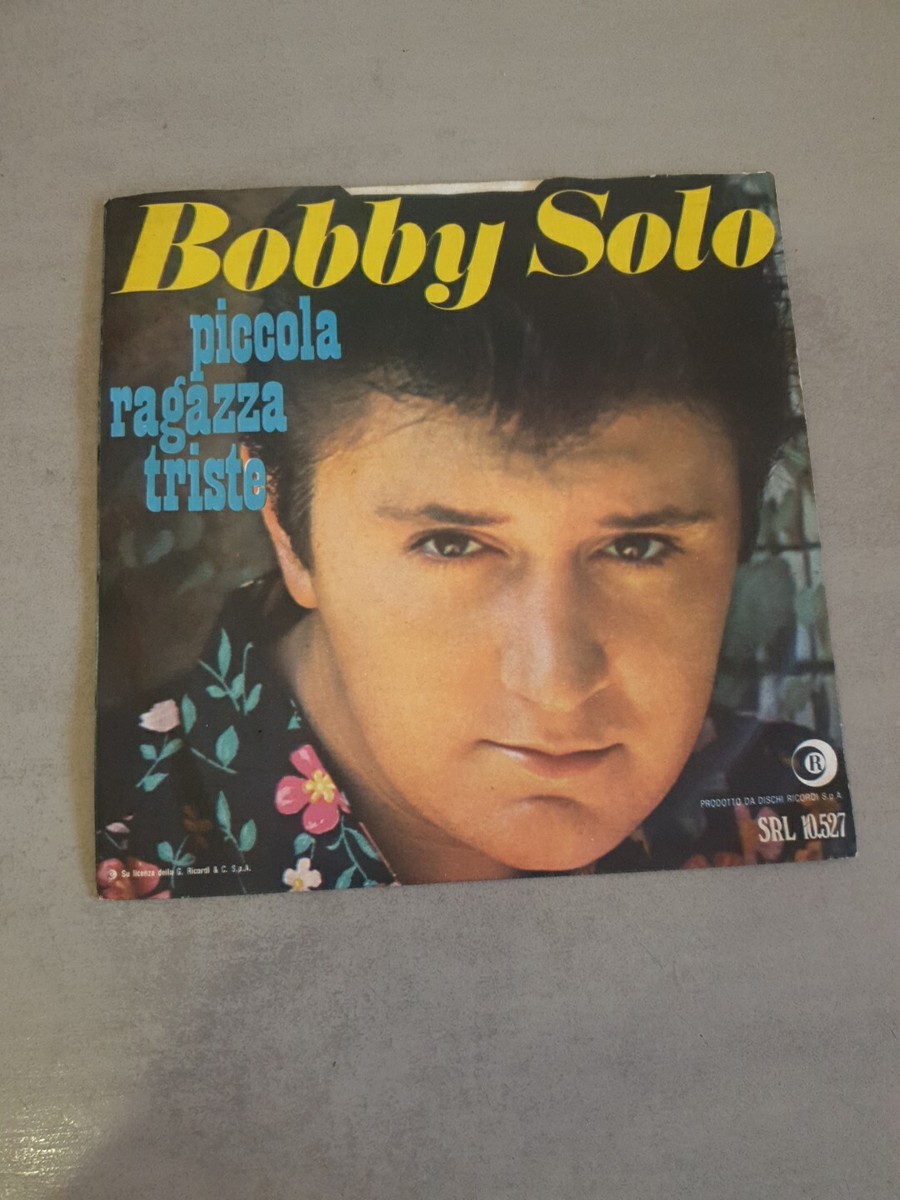 Bobby Solo
piccola
ragazza
triste
R
PRODOTTO DA DISCHI RICORDI S.p.A.
SRL 10.527
Su licenza della G. Ricordi & C. S.p.A.